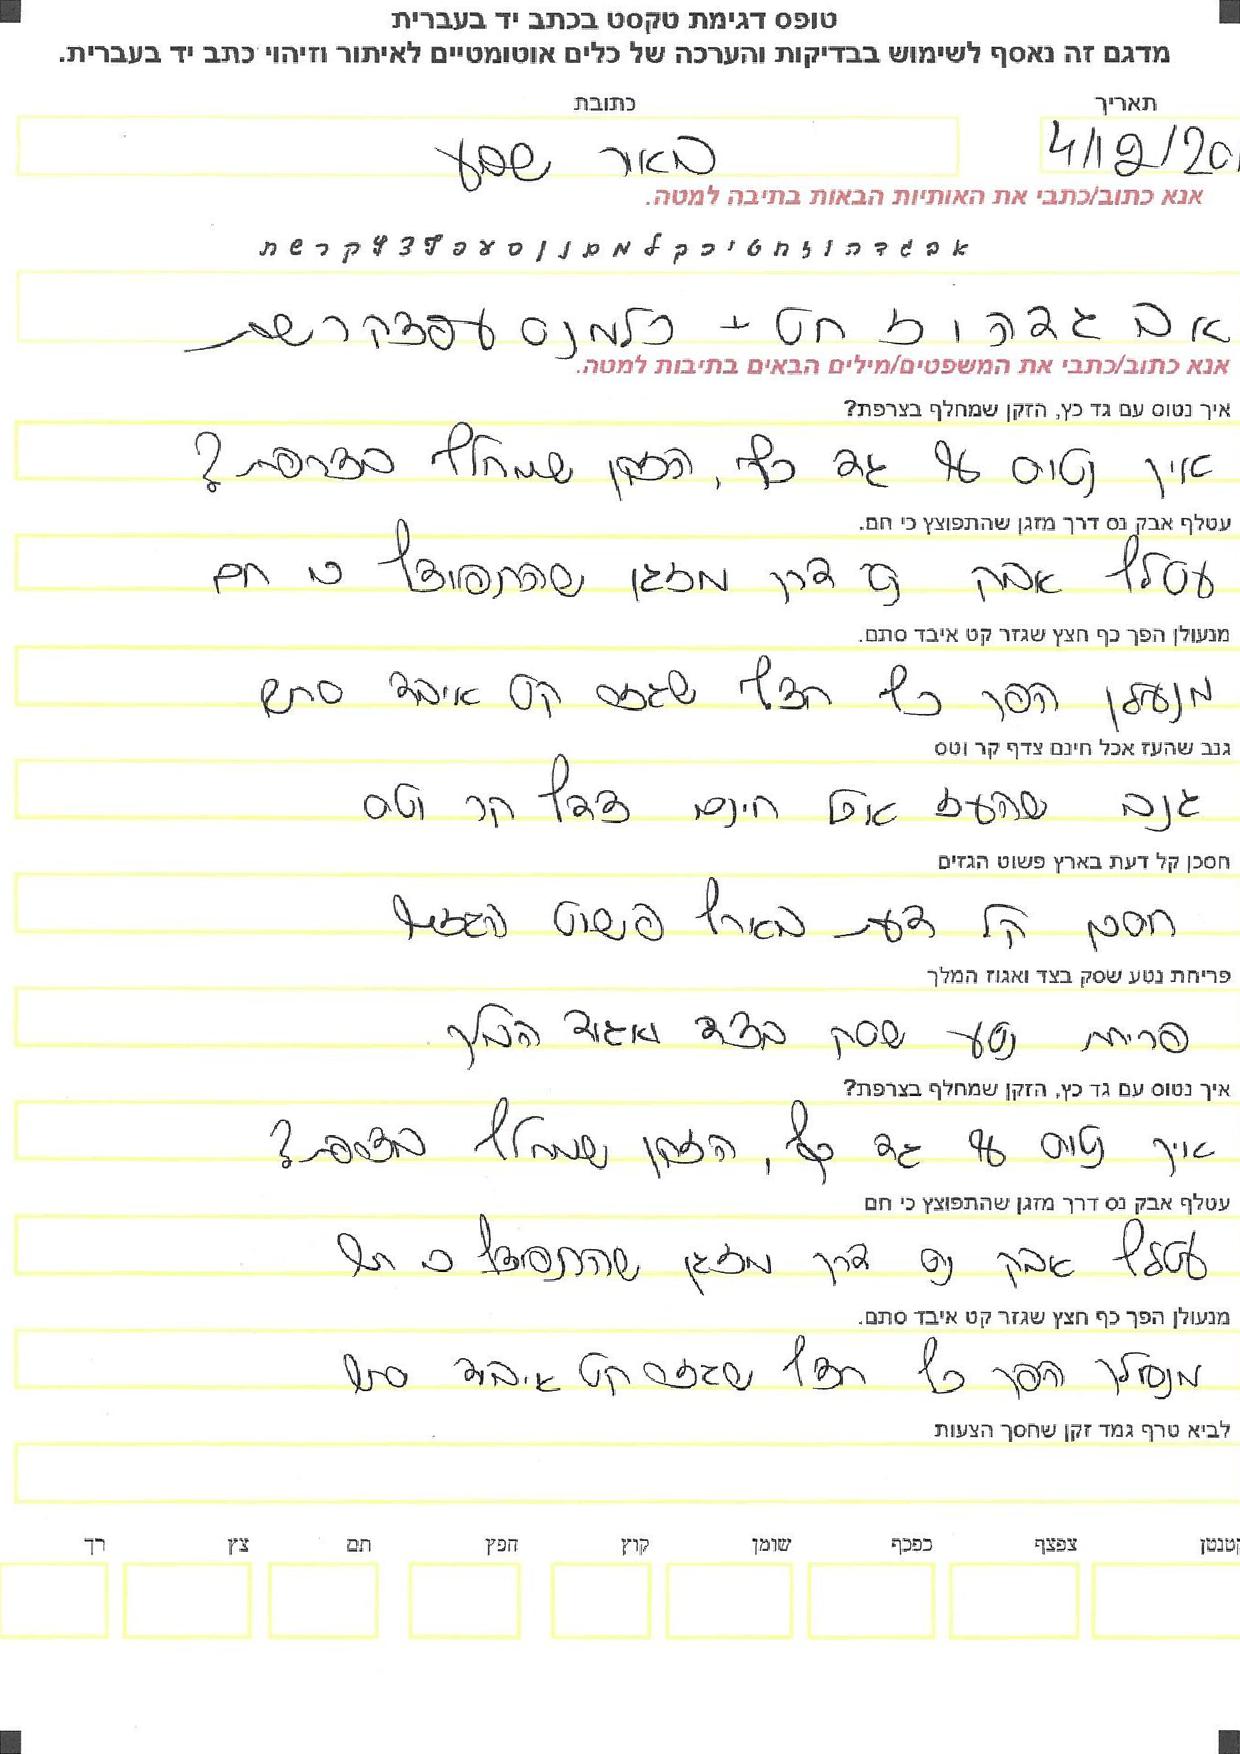 טופס דגימת טקסט בכתב יד בעברית
מדגם זה נאסף לשימוש בבדיקות והערכה של כלים אוטומטיים לאיתור וזיהוי כתב יד בעברית.
תאריך כתובת
4/12/20 באר שבע
אנא כתוב/כתבי את האותיות הבאות בתיבה למטה.
א ב ג ד ה ו ז ח ט י כ ך ל מ ם נ ן ס ע פ ף צ ץ ק ר ש ת
א ב ג ד ה ו ז ח ט י כ ל מ נ ס ע פ צ ק ר ש ת
אנא כתוב/כתבי את המשפטים/מילים הבאים בתיבות למטה.
איך נטוס עם גד כץ, הזקן שמחלף בצרפת?
איך נטוס עם גד כץ, הזקן שמחלף בצרפת?
עטלף אבק נס דרך מזגן שהתפוצץ כי חם.
עטלף אבק נס דרך מזגן שהתפוצץ כי חם
מנעולן הפך כף חצץ שגזר קט איבד סתם.
מנעולן הפך כף חצץ שגזר קט איבד סתם
גנב שהעז אכל חינם צדף קר וטס
גנב שהעז אכל חינם צדף קר וטס
חסכן קל דעת בארץ פשוט הגזים
חסכן קל דעת בארץ פשוט הגזים
פריחת נטע שסק בצד ואגוז המלך
פריחת נטע שסק בצד ואגוז המלך
איך נטוס עם גד כץ, הזקן שמחלף בצרפת?
איך נטוס עם גד כץ, הזקן שמחלף בצרפת?
עטלף אבק נס דרך מזגן שהתפוצץ כי חם
עטלף אבק נס דרך מזגן שהתפוצץ כי חם
מנעולן הפך כף חצץ שגזר קט איבד סתם.
הפך כף חצץ שגזר קט איבד סתם
לביא טרף גמד זקן שחסך הצעות
קטנטן צפצף כפכף שומן קוץ חפץ תם צץ רך